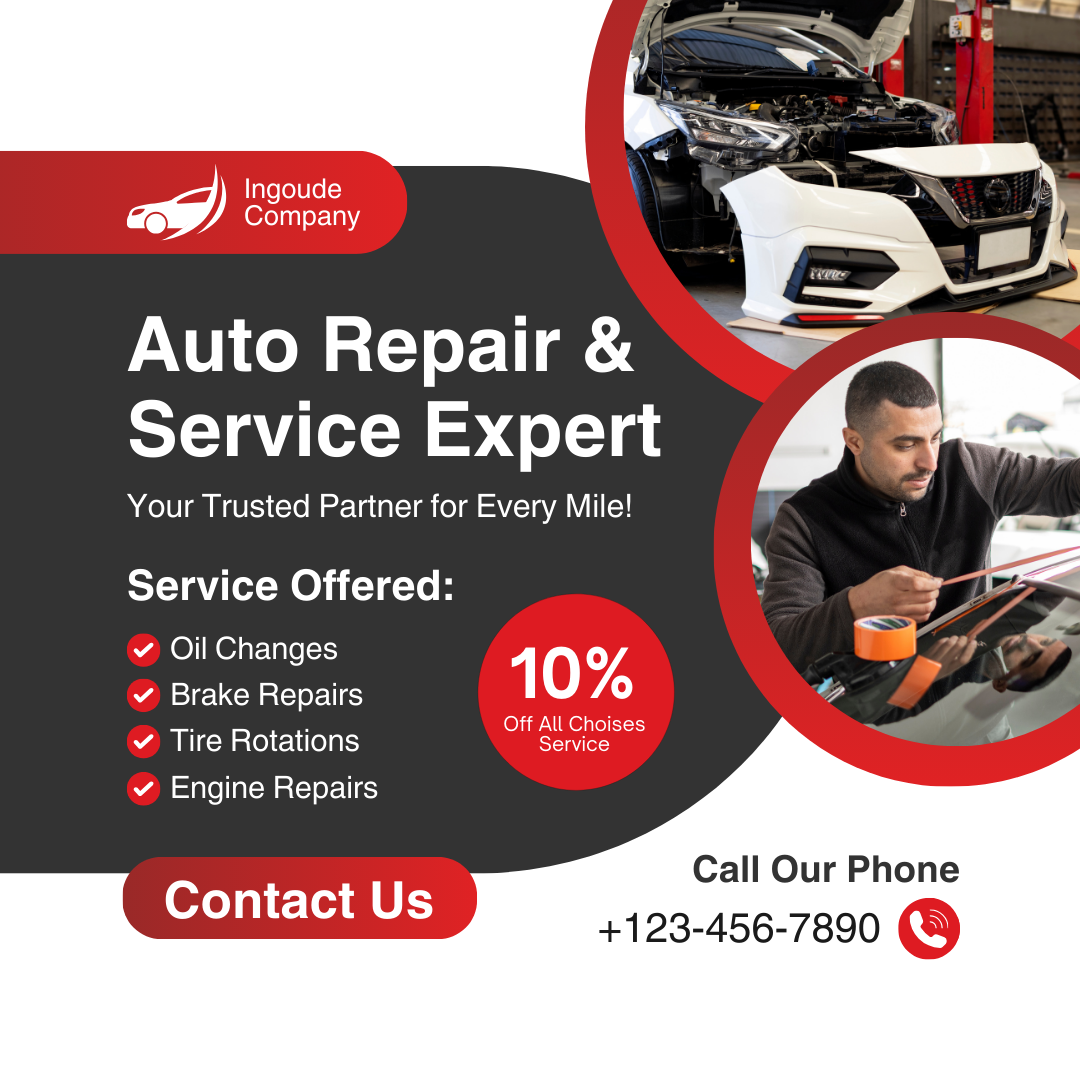 Ingoude
Company
Auto Repair &
Service Expert
Your Trusted Partner for Every Mile!
Service Offered:
Oil Changes
Brake Repairs
Tire Rotations
Engine Repairs
10%
Off All Choises
Service
Contact Us
Call Our Phone
+123-456-7890